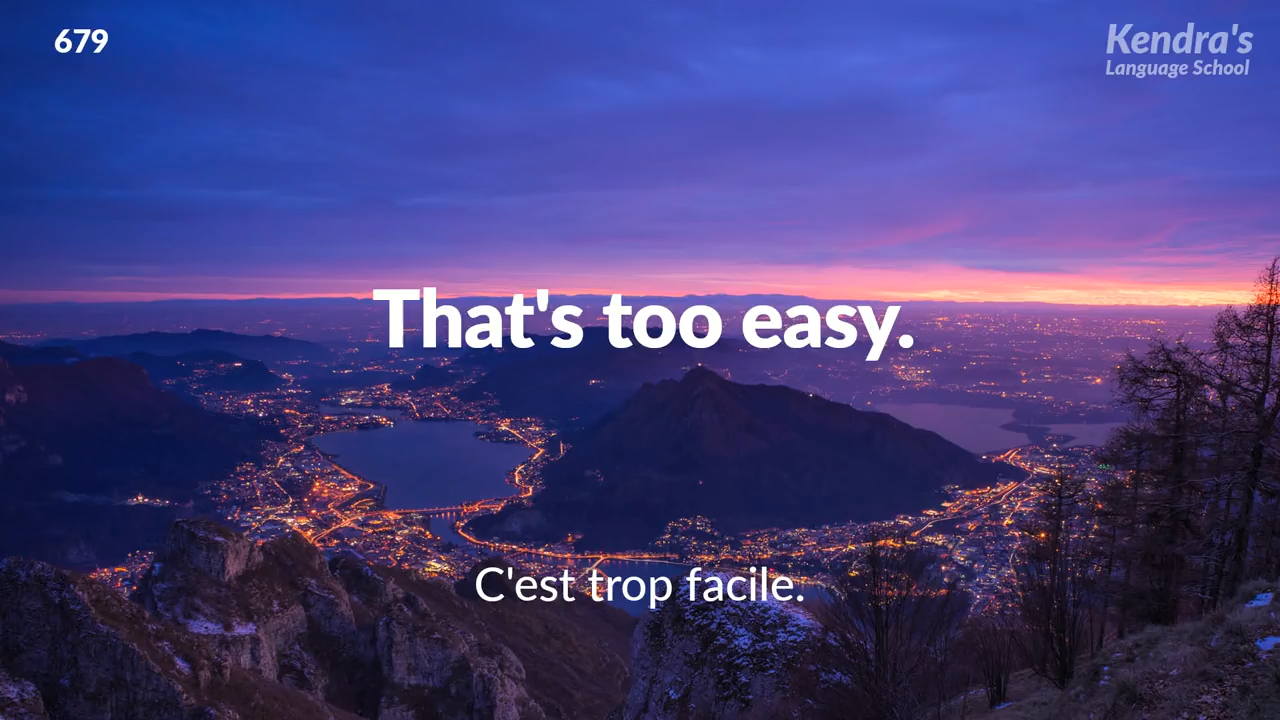 679
Kendra's
Language School
That's too easy.
C'est trop facile.